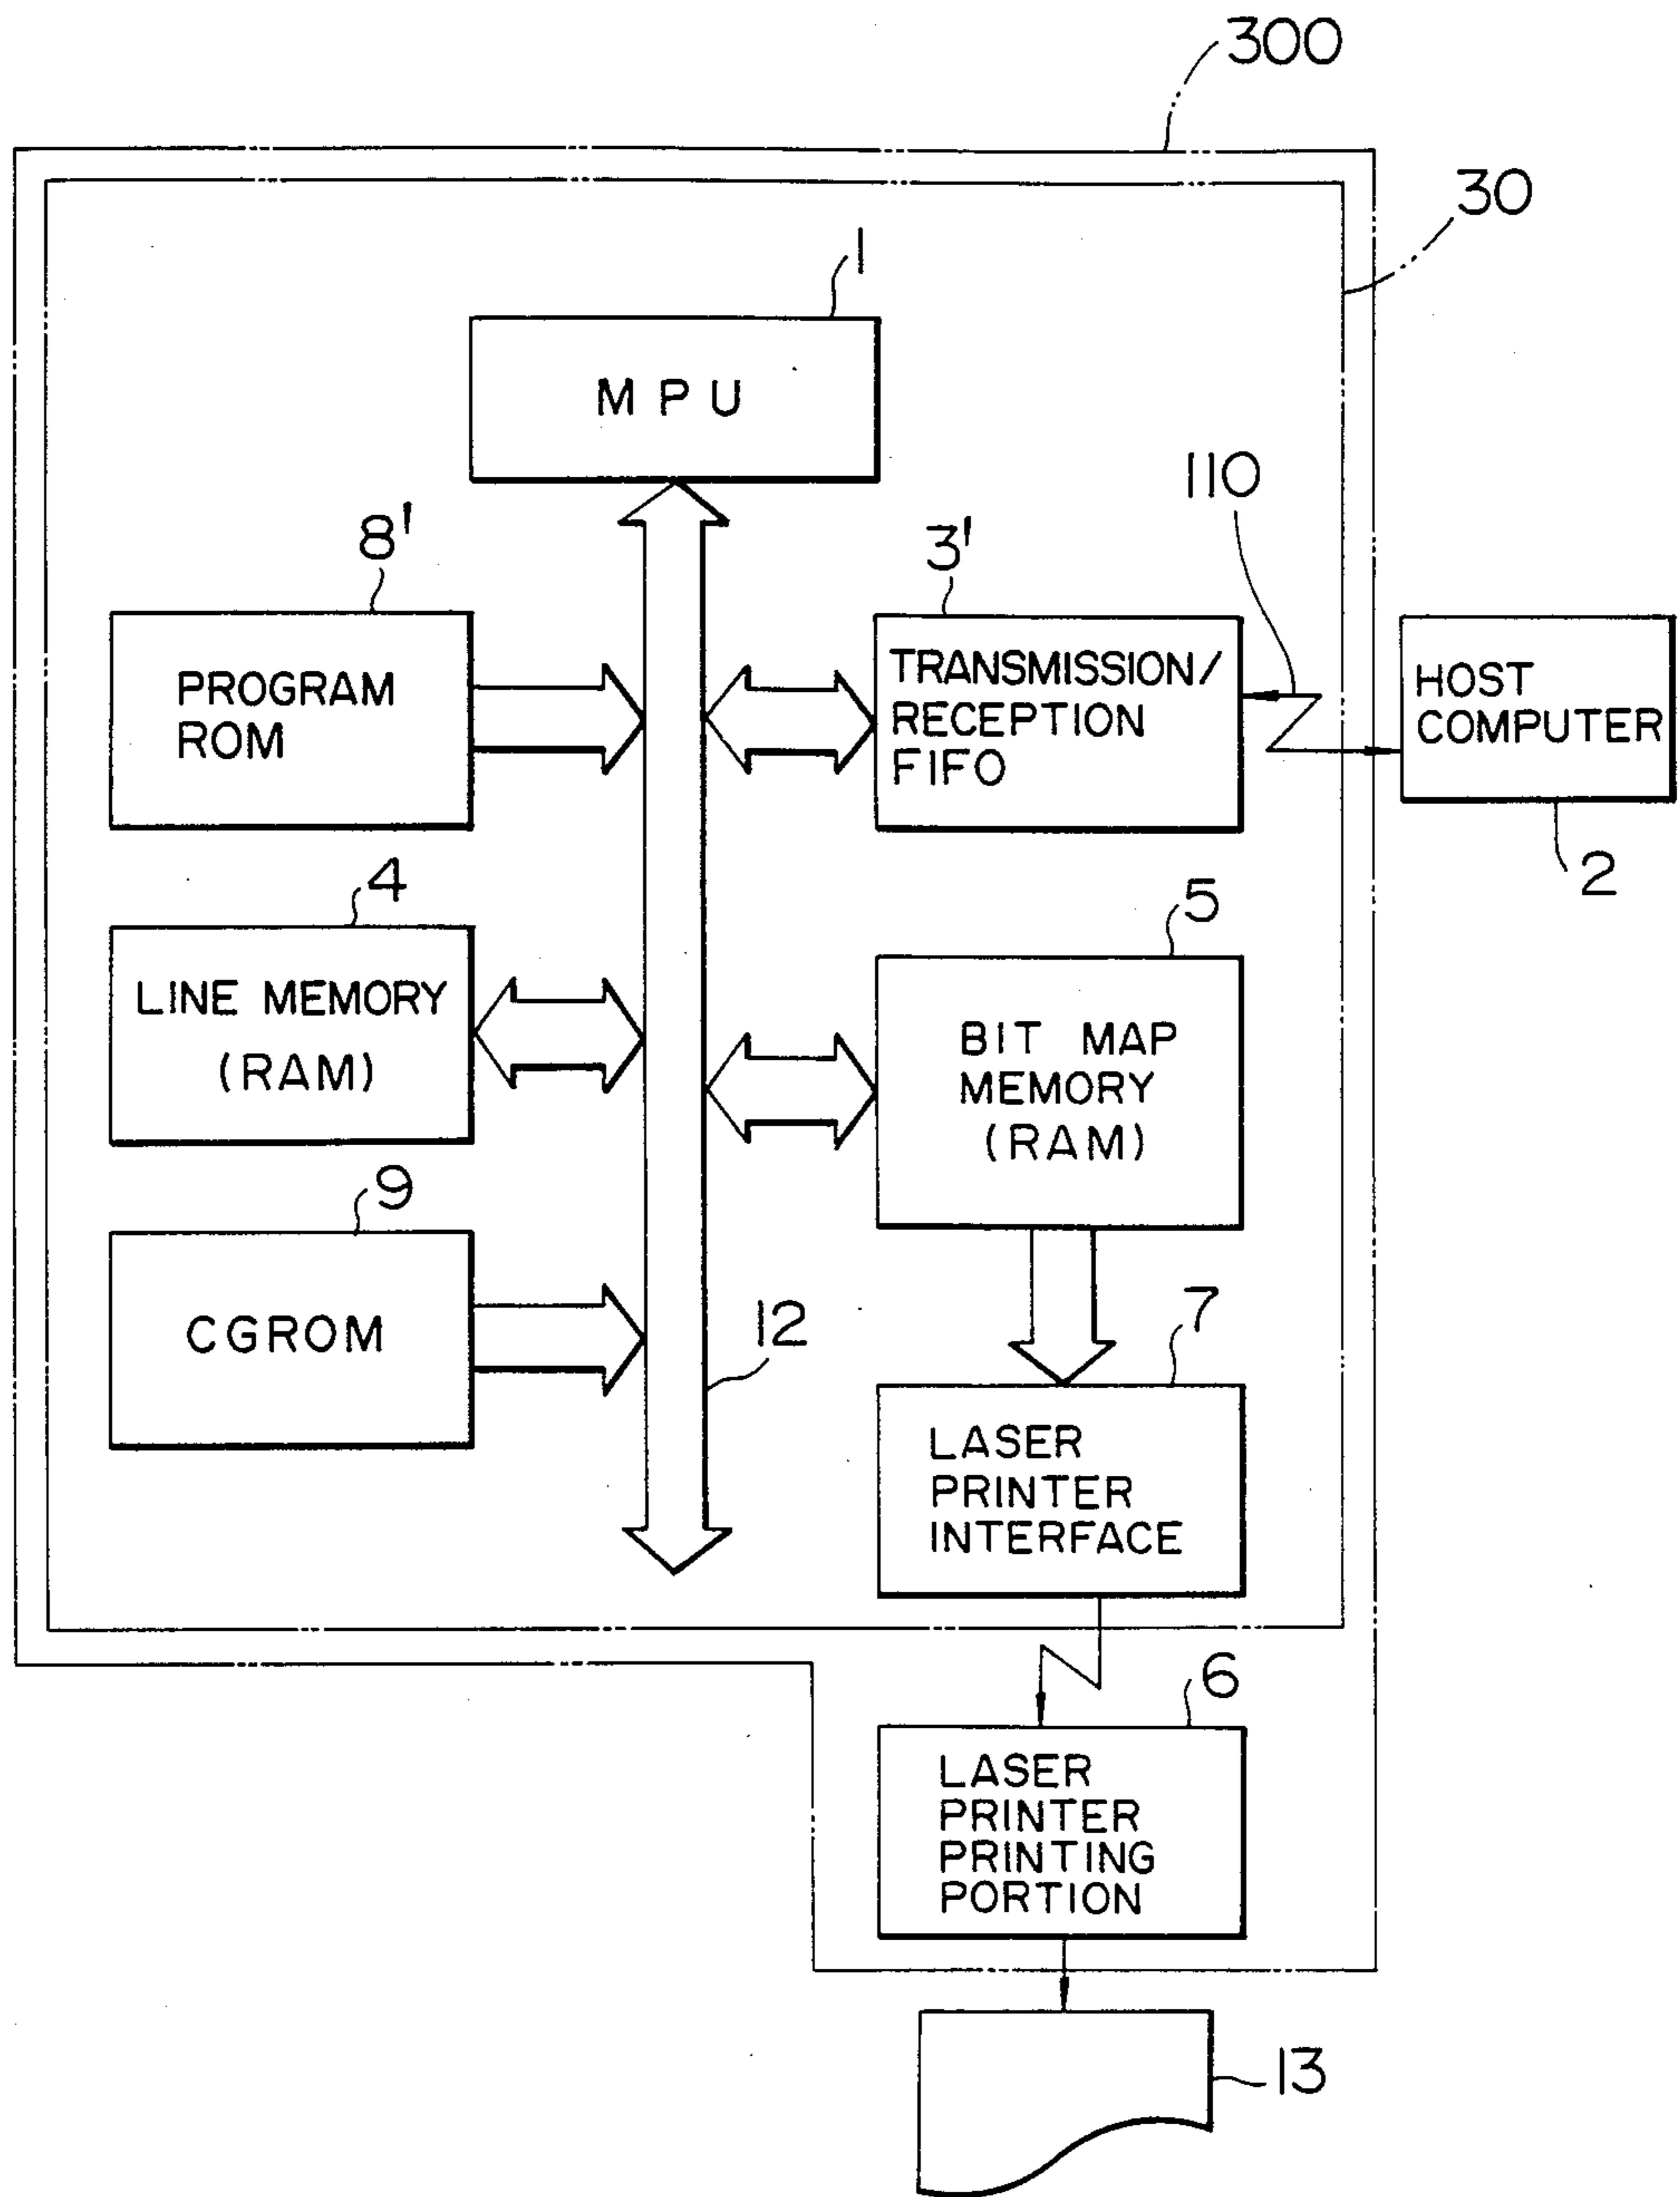 300
30
1
M P U
110
8'
3'
PROGRAM
ROM
TRANSMISSION/
RECEPTION
FIFO
HOST
COMPUTER
2
4
5
LINE MEMORY
(RAM)
BIT MAP
MEMORY
(RAM)
9
CGROM
12
7
LASER
PRINTER
INTERFACE
6
LASER
PRINTER
PRINTING
PORTION
13